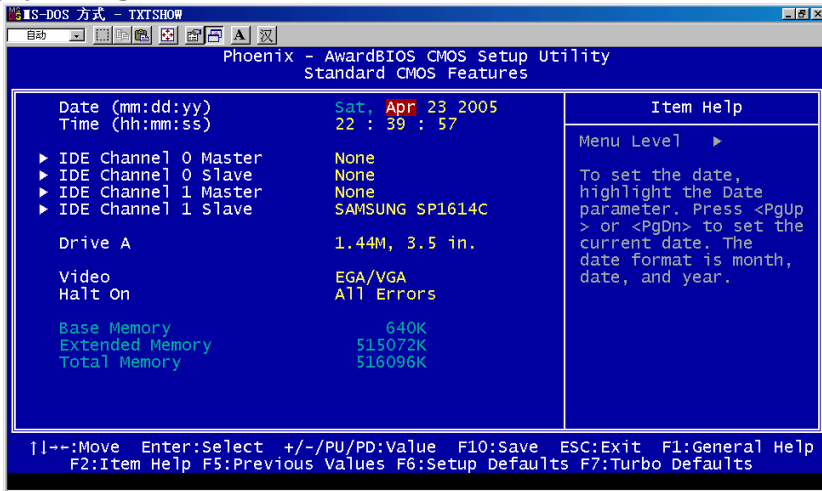 MS-DOS 方式 - TXTSHOW
自动 A 汉
Phoenix - AwardBIOS CMOS Setup Utility
Standard CMOS Features
Date (mm:dd:yy) Sat, Apr 23 2005
Time (hh:mm:ss) 22 : 39 : 57
▶ IDE Channel 0 Master None
▶ IDE Channel 0 Slave None
▶ IDE Channel 1 Master None
▶ IDE Channel 1 Slave SAMSUNG SP1614C
Drive A 1.44M, 3.5 in.
Video EGA/VGA
Halt On All Errors
Base Memory 640K
Extended Memory 515072K
Total Memory 516096K
Item Help
Menu Level ▶
To set the date,
highlight the Date
parameter. Press <PgUp
> or <PgDn> to set the
current date. The
date format is month,
date, and year.
↑↓→←:Move Enter:Select +/-/PU/PD:Value F10:Save ESC:Exit F1:General Help
F2:Item Help F5:Previous Values F6:Setup Defaults F7:Turbo Defaults